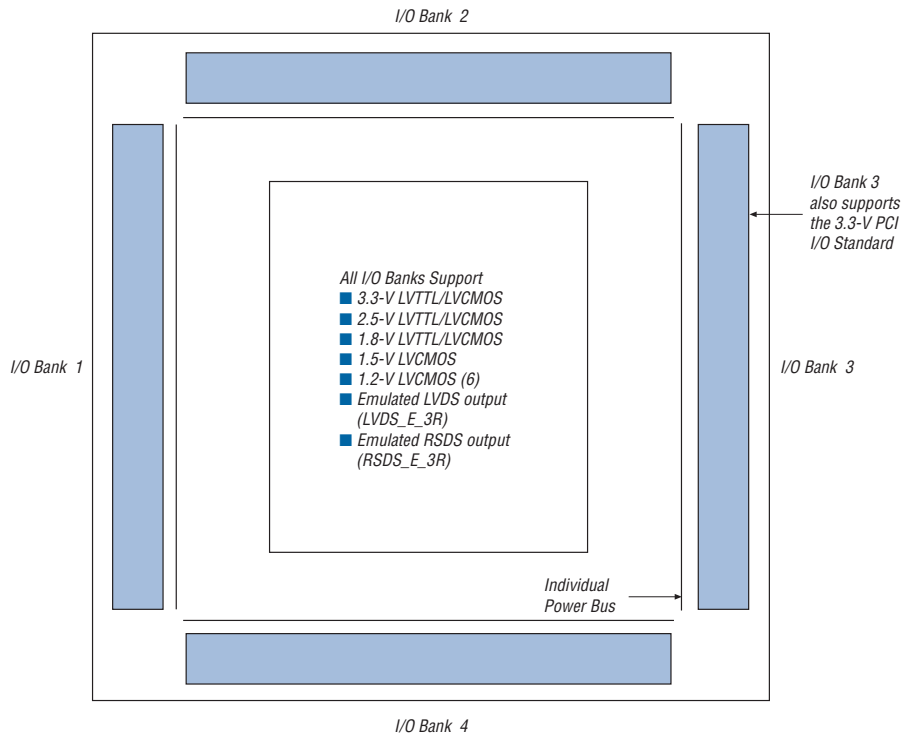 I/O Bank 2
I/O Bank 3
also supports
the 3.3-V PCI
I/O Standard
All I/O Banks Support
3.3-V LVTTL/LVCMOS
2.5-V LVTTL/LVCMOS
1.8-V LVTTL/LVCMOS
1.5-V LVCMOS
1.2-V LVCMOS (6)
Emulated LVDS output
(LVDS_E_3R)
Emulated RSDS output
(RSDS_E_3R)
I/O Bank 1
I/O Bank 3
Individual
Power Bus
I/O Bank 4